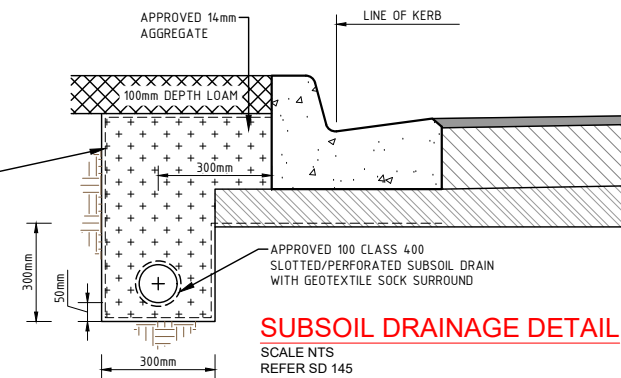 APPROVED 14mm
AGGREGATE
LINE OF KERB
100mm DEPTH LOAM
300mm
300mm
50mm
APPROVED 100 CLASS 400
SLOTTED/PERFORATED SUBSOIL DRAIN
WITH GEOTEXTILE SOCK SURROUND
300mm
SUBSOIL DRAINAGE DETAIL
SCALE NTS
REFER SD 145